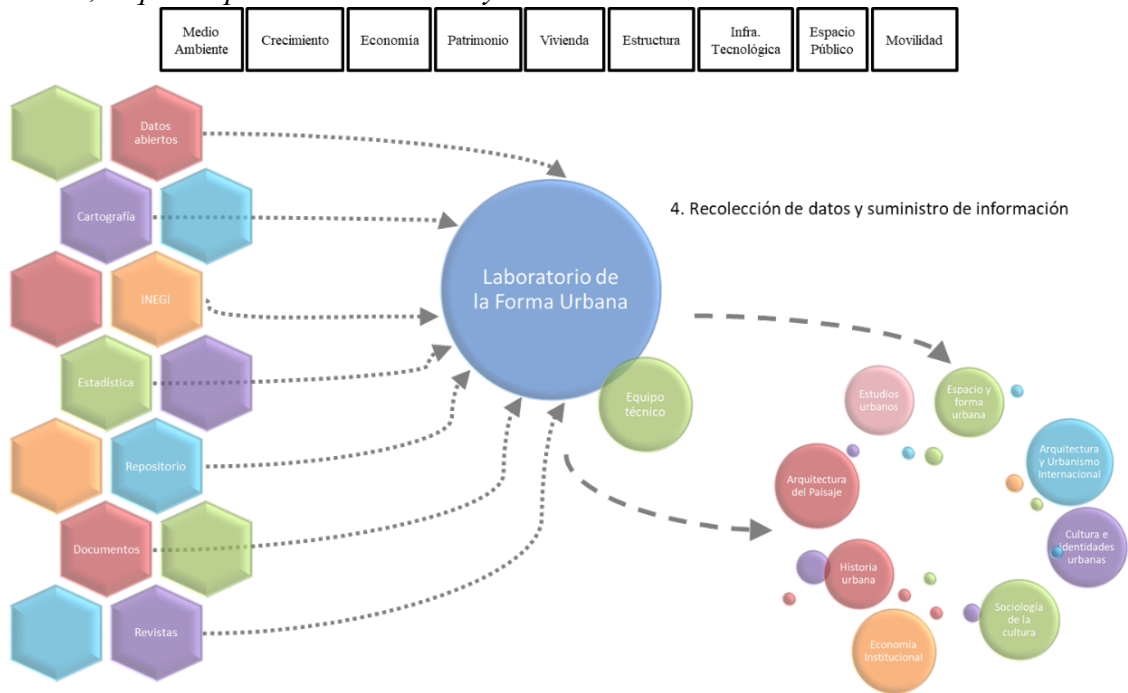 Medio
Ambiente
Crecimiento
Economía
Patrimonio
Vivienda
Estructura
Infra.
Tecnológica
Espacio
Público
Movilidad
Datos
abiertos
Cartografía
INEGI
Estadística
Repositorio
Documentos
Revistas
Laboratorio de
la Forma Urbana
Equipo
técnico
4. Recolección de datos y suministro de información
Estudios
urbanos
Espacio y
forma
urbana
Arquitectura
y Urbanismo
Internacional
Arquitectura
del Paisaje
Cultura e
identidades
urbanas
Historia
urbana
Sociología
de la
cultura
Economía
Institucional